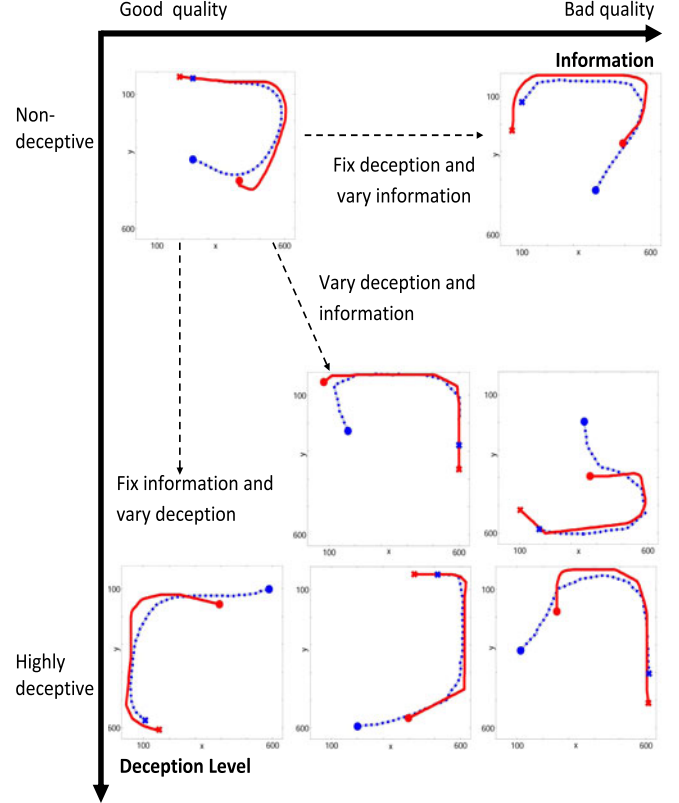 Good quality
Bad quality
Information
Non-
deceptive
100
y
600
100
x
600
Fix deception and
vary information
100
y
600
100
x
600
Vary deception and
information
Fix information and
vary deception
100
y
600
100
x
600
100
y
600
100
x
600
Highly
deceptive
100
y
600
100
x
600
100
y
600
100
x
600
100
y
600
100
x
600
Deception Level